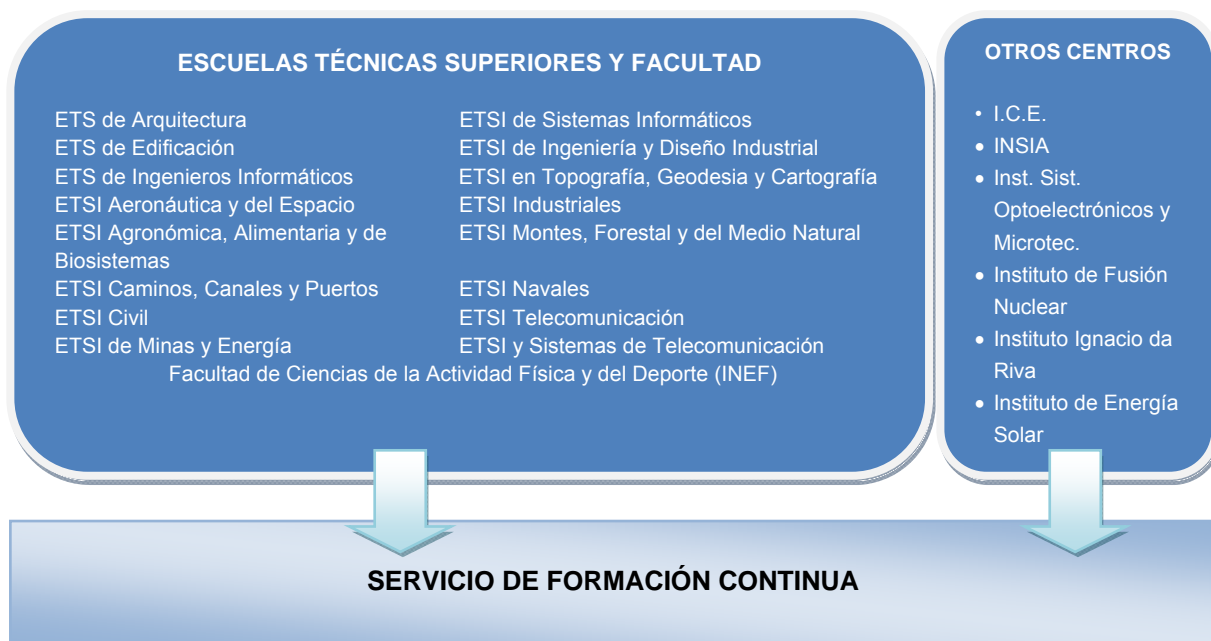 ESCUELAS TÉCNICAS SUPERIORES Y FACULTAD
ETS de Arquitectura
ETS de Edificación
ETS de Ingenieros Informáticos
ETSI Aeronáutica y del Espacio
ETSI Agronómica, Alimentaria y de
Biosistemas
ETSI Caminos, Canales y Puertos
ETSI Civil
ETSI de Minas y Energía
ETSI de Sistemas Informáticos
ETSI de Ingeniería y Diseño Industrial
ETSI en Topografía, Geodesia y Cartografía
ETSI Industriales
ETSI Montes, Forestal y del Medio Natural
ETSI Navales
ETSI Telecomunicación
ETSI y Sistemas de Telecomunicación
Facultad de Ciencias de la Actividad Física y del Deporte (INEF)
OTROS CENTROS
• I.C.E.
• INSIA
• Inst. Sist.
Optoelectrónicos y
Microtec.
• Instituto de Fusión
Nuclear
• Instituto Ignacio da
Riva
• Instituto de Energía
Solar
SERVICIO DE FORMACIÓN CONTINUA